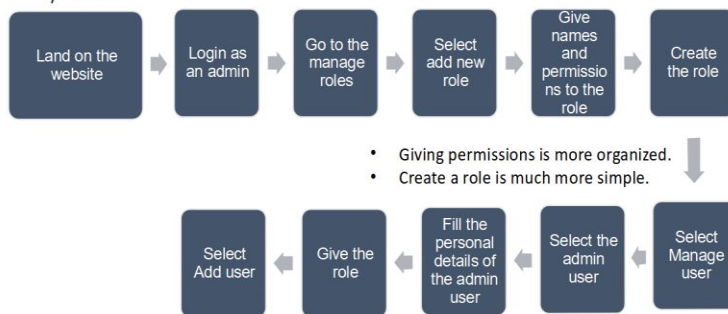 Land on the
website
Login as
an admin
Go to the
manage
roles
Select
add new
role
Give
names
and
permissio
ns to the
role
Create
the role
• Giving permissions is more organized.
• Create a role is much more simple.
Select
Manage
user
Select the
admin
user
Fill the
personal
details of
the admin
user
Give the
role
Select
Add user